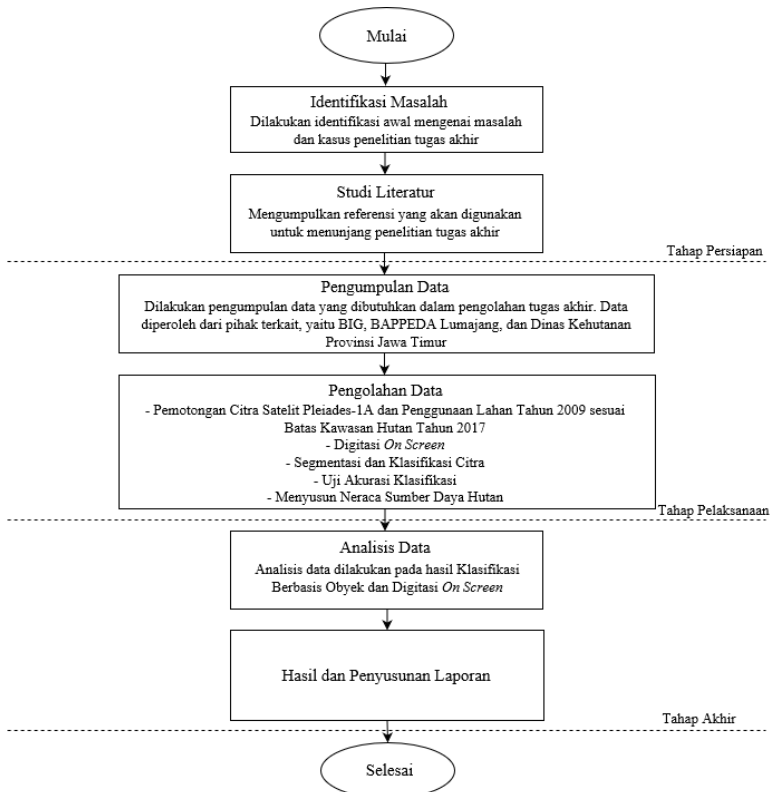 Mulai
Identifikasi Masalah
Dilakukan identifikasi awal mengenai masalah
dan kasus penelitian tugas akhir
Studi Literatur
Mengumpulkan referensi yang akan digunakan
untuk menunjang penelitian tugas akhir
Tahap Persiapan
Pengumpulan Data
Dilakukan pengumpulan data yang dibutuhkan dalam pengolahan tugas akhir. Data
diperoleh dari pihak terkait, yaitu BIG, BAPPEDA Lumajang, dan Dinas Kehutanan
Provinsi Jawa Timur
Pengolahan Data
- Pemotongan Citra Satelit Pleiades-1A dan Penggunaan Lahan Tahun 2009 sesuai
Batas Kawasan Hutan Tahun 2017
- Digitasi On Screen
- Segmentasi dan Klasifikasi Citra
- Uji Akurasi Klasifikasi
- Menyusun Neraca Sumber Daya Hutan
Tahap Pelaksanaan
Analisis Data
Analisis data dilakukan pada hasil Klasifikasi
Berbasis Obyek dan Digitasi On Screen
Hasil dan Penyusunan Laporan
Tahap Akhir
Selesai